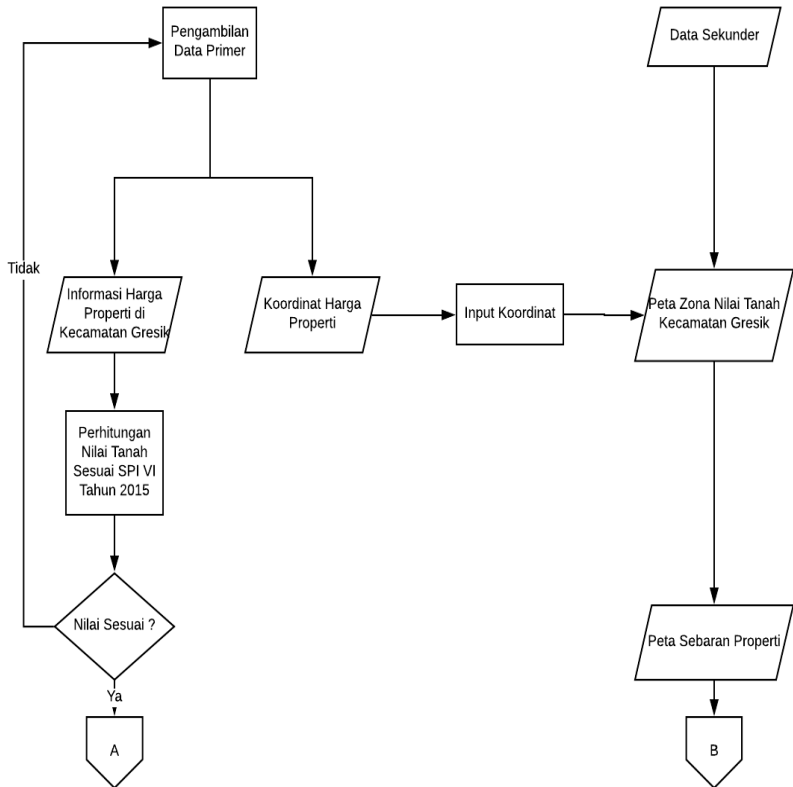 Pengambilan
Data Primer
Data Sekunder
Tidak
Informasi Harga
Properti di
Kecamatan Gresik
Koordinat Harga
Properti
Input Koordinat
Peta Zona Nilai Tanah
Kecamatan Gresik
Perhitungan
Nilai Tanah
Sesuai SPI VI
Tahun 2015
Nilai Sesuai ?
Peta Sebaran Properti
Ya
A
B